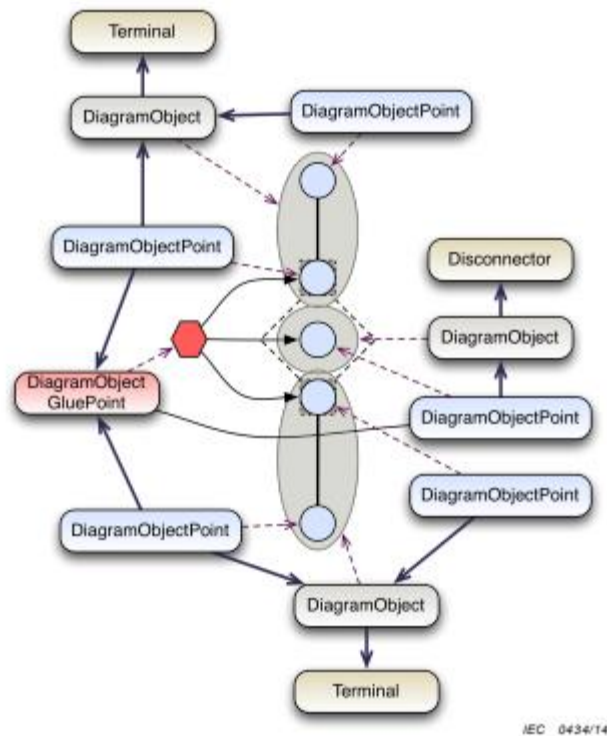 Terminal
DiagramObject
DiagramObjectPoint
DiagramObjectPoint
Disconnector
DiagramObject
DiagramObject
GluePoint
DiagramObjectPoint
DiagramObjectPoint
DiagramObjectPoint
DiagramObject
Terminal
IEC 0434/14